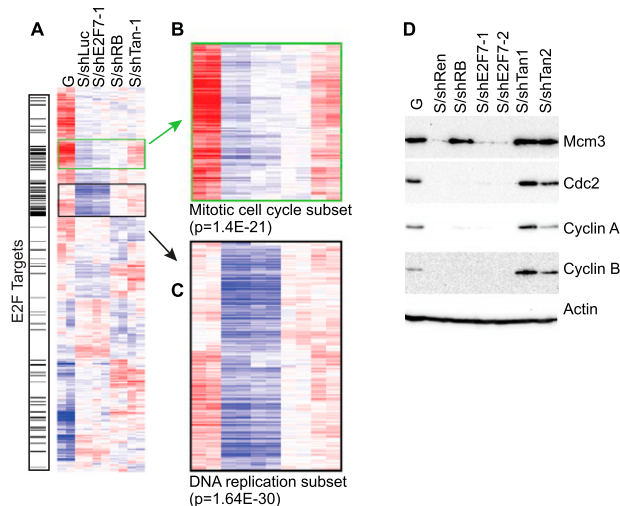 A
G
S/shLuc
S/shE2F7-1
S/shRB
S/shTan-1
E2F Targets
B
Mitotic cell cycle subset
(p=1.4E-21)
C
DNA replication subset
(p=1.64E-30)
D
G
S/shRen
S/shRB
S/shE2F7-1
S/shE2F7-2
S/shTan1
S/shTan2
Mcm3
Cdc2
Cyclin A
Cyclin B
Actin